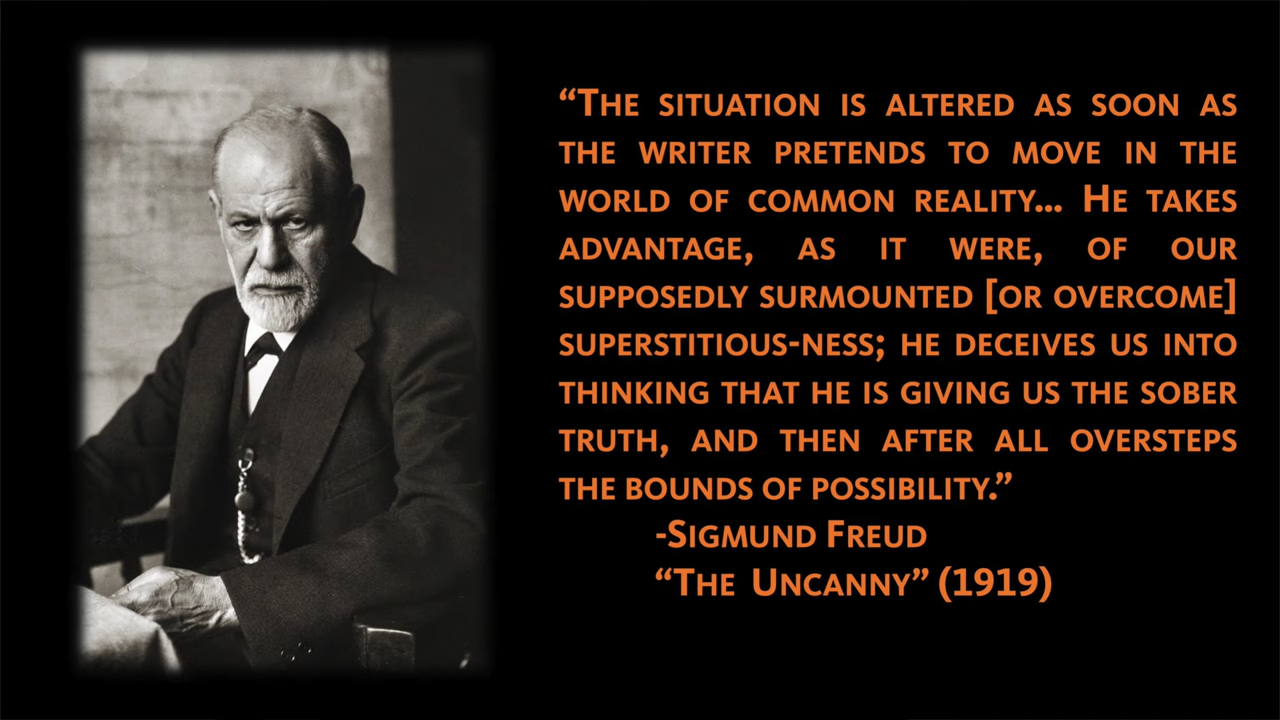 “The situation is altered as soon as
the writer pretends to move in the
world of common reality... He takes
advantage, as it were, of our
supposedly surmounted [or overcome]
superstitious-ness; he deceives us into
thinking that he is giving us the sober
truth, and then after all oversteps
the bounds of possibility.”
-Sigmund Freud
“The Uncanny” (1919)